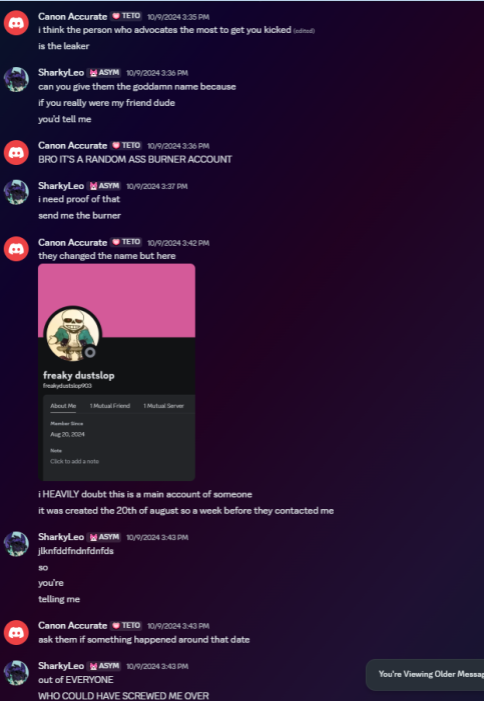 Canon Accurate TETO 10/9/2024 3:35 PM
i think the person who advocates the most to get you kicked (edited)
is the leaker
SharkyLeo ASYM 10/9/2024 3:36 PM
can you give them the goddamn name because
if you really were my friend dude
you'd tell me
Canon Accurate TETO 10/9/2024 3:36 PM
BRO IT'S A RANDOM ASS BURNER ACCOUNT
SharkyLeo ASYM 10/9/2024 3:37 PM
i need proof of that
send me the burner
Canon Accurate TETO 10/9/2024 3:42 PM
they changed the name but here
freaky dustslop
freakydustslop903
About Me 1 Mutual Friend 1 Mutual Server
Member Since
Aug 20, 2024
Note
Click to add a note
i HEAVILY doubt this is a main account of someone
it was created the 20th of august so a week before they contacted me
SharkyLeo ASYM 10/9/2024 3:43 PM
jlknfddfndnfdnfds
so
you're
telling me
Canon Accurate TETO 10/9/2024 3:43 PM
ask them if something happened around that date
SharkyLeo ASYM 10/9/2024 3:43 PM
out of EVERYONE
WHO COULD HAVE SCREWED ME OVER
You're Viewing Older Messag